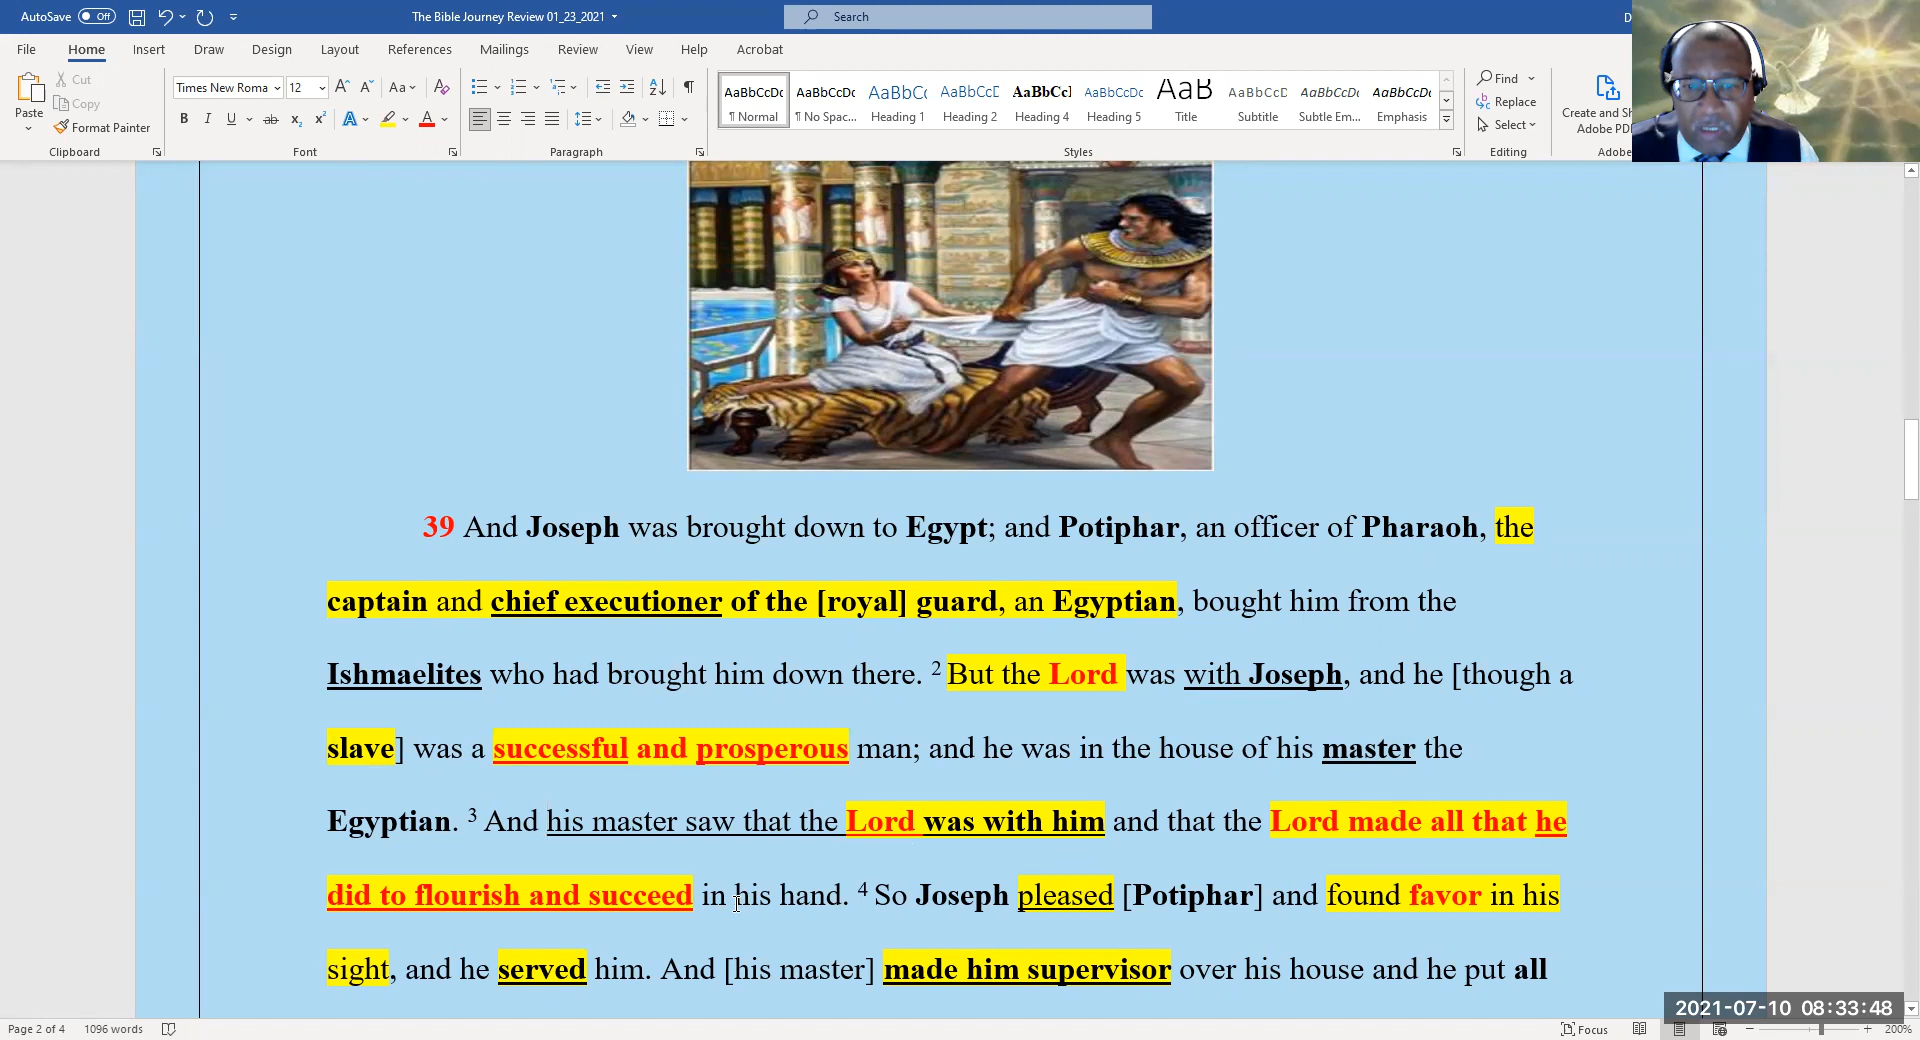 AutoSave Off The Bible Journey Review 01_23_2021 Search D
File Home Insert Draw Design Layout References Mailings Review View Help Acrobat
Paste Cut Copy Format Painter
Times New Roma 12
AaBbCcDc AaBbCcDc AaBbCc AaBbCcD AaBbCcI AaBbCcDc AaB AaBbCcD AaBbCcDc AaBbCcDc
¶ Normal ¶ No Spac... Heading 1 Heading 2 Heading 4 Heading 5 Title Subtitle Subtle Em... Emphasis
Find Replace Select
Create and Sh
Adobe PD
Clipboard Font Paragraph Styles Editing Adobe
39 And Joseph was brought down to Egypt; and Potiphar, an officer of Pharaoh, the
captain and chief executioner of the [royal] guard, an Egyptian, bought him from the
Ishmaelites who had brought him down there. 2 But the Lord was with Joseph, and he [though a
slave] was a successful and prosperous man; and he was in the house of his master the
Egyptian. 3 And his master saw that the Lord was with him and that the Lord made all that he
did to flourish and succeed in his hand. 4 So Joseph pleased [Potiphar] and found favor in his
sight, and he served him. And [his master] made him supervisor over his house and he put all
2021-07-10 08:33:48
Page 2 of 4 1096 words Focus 200%